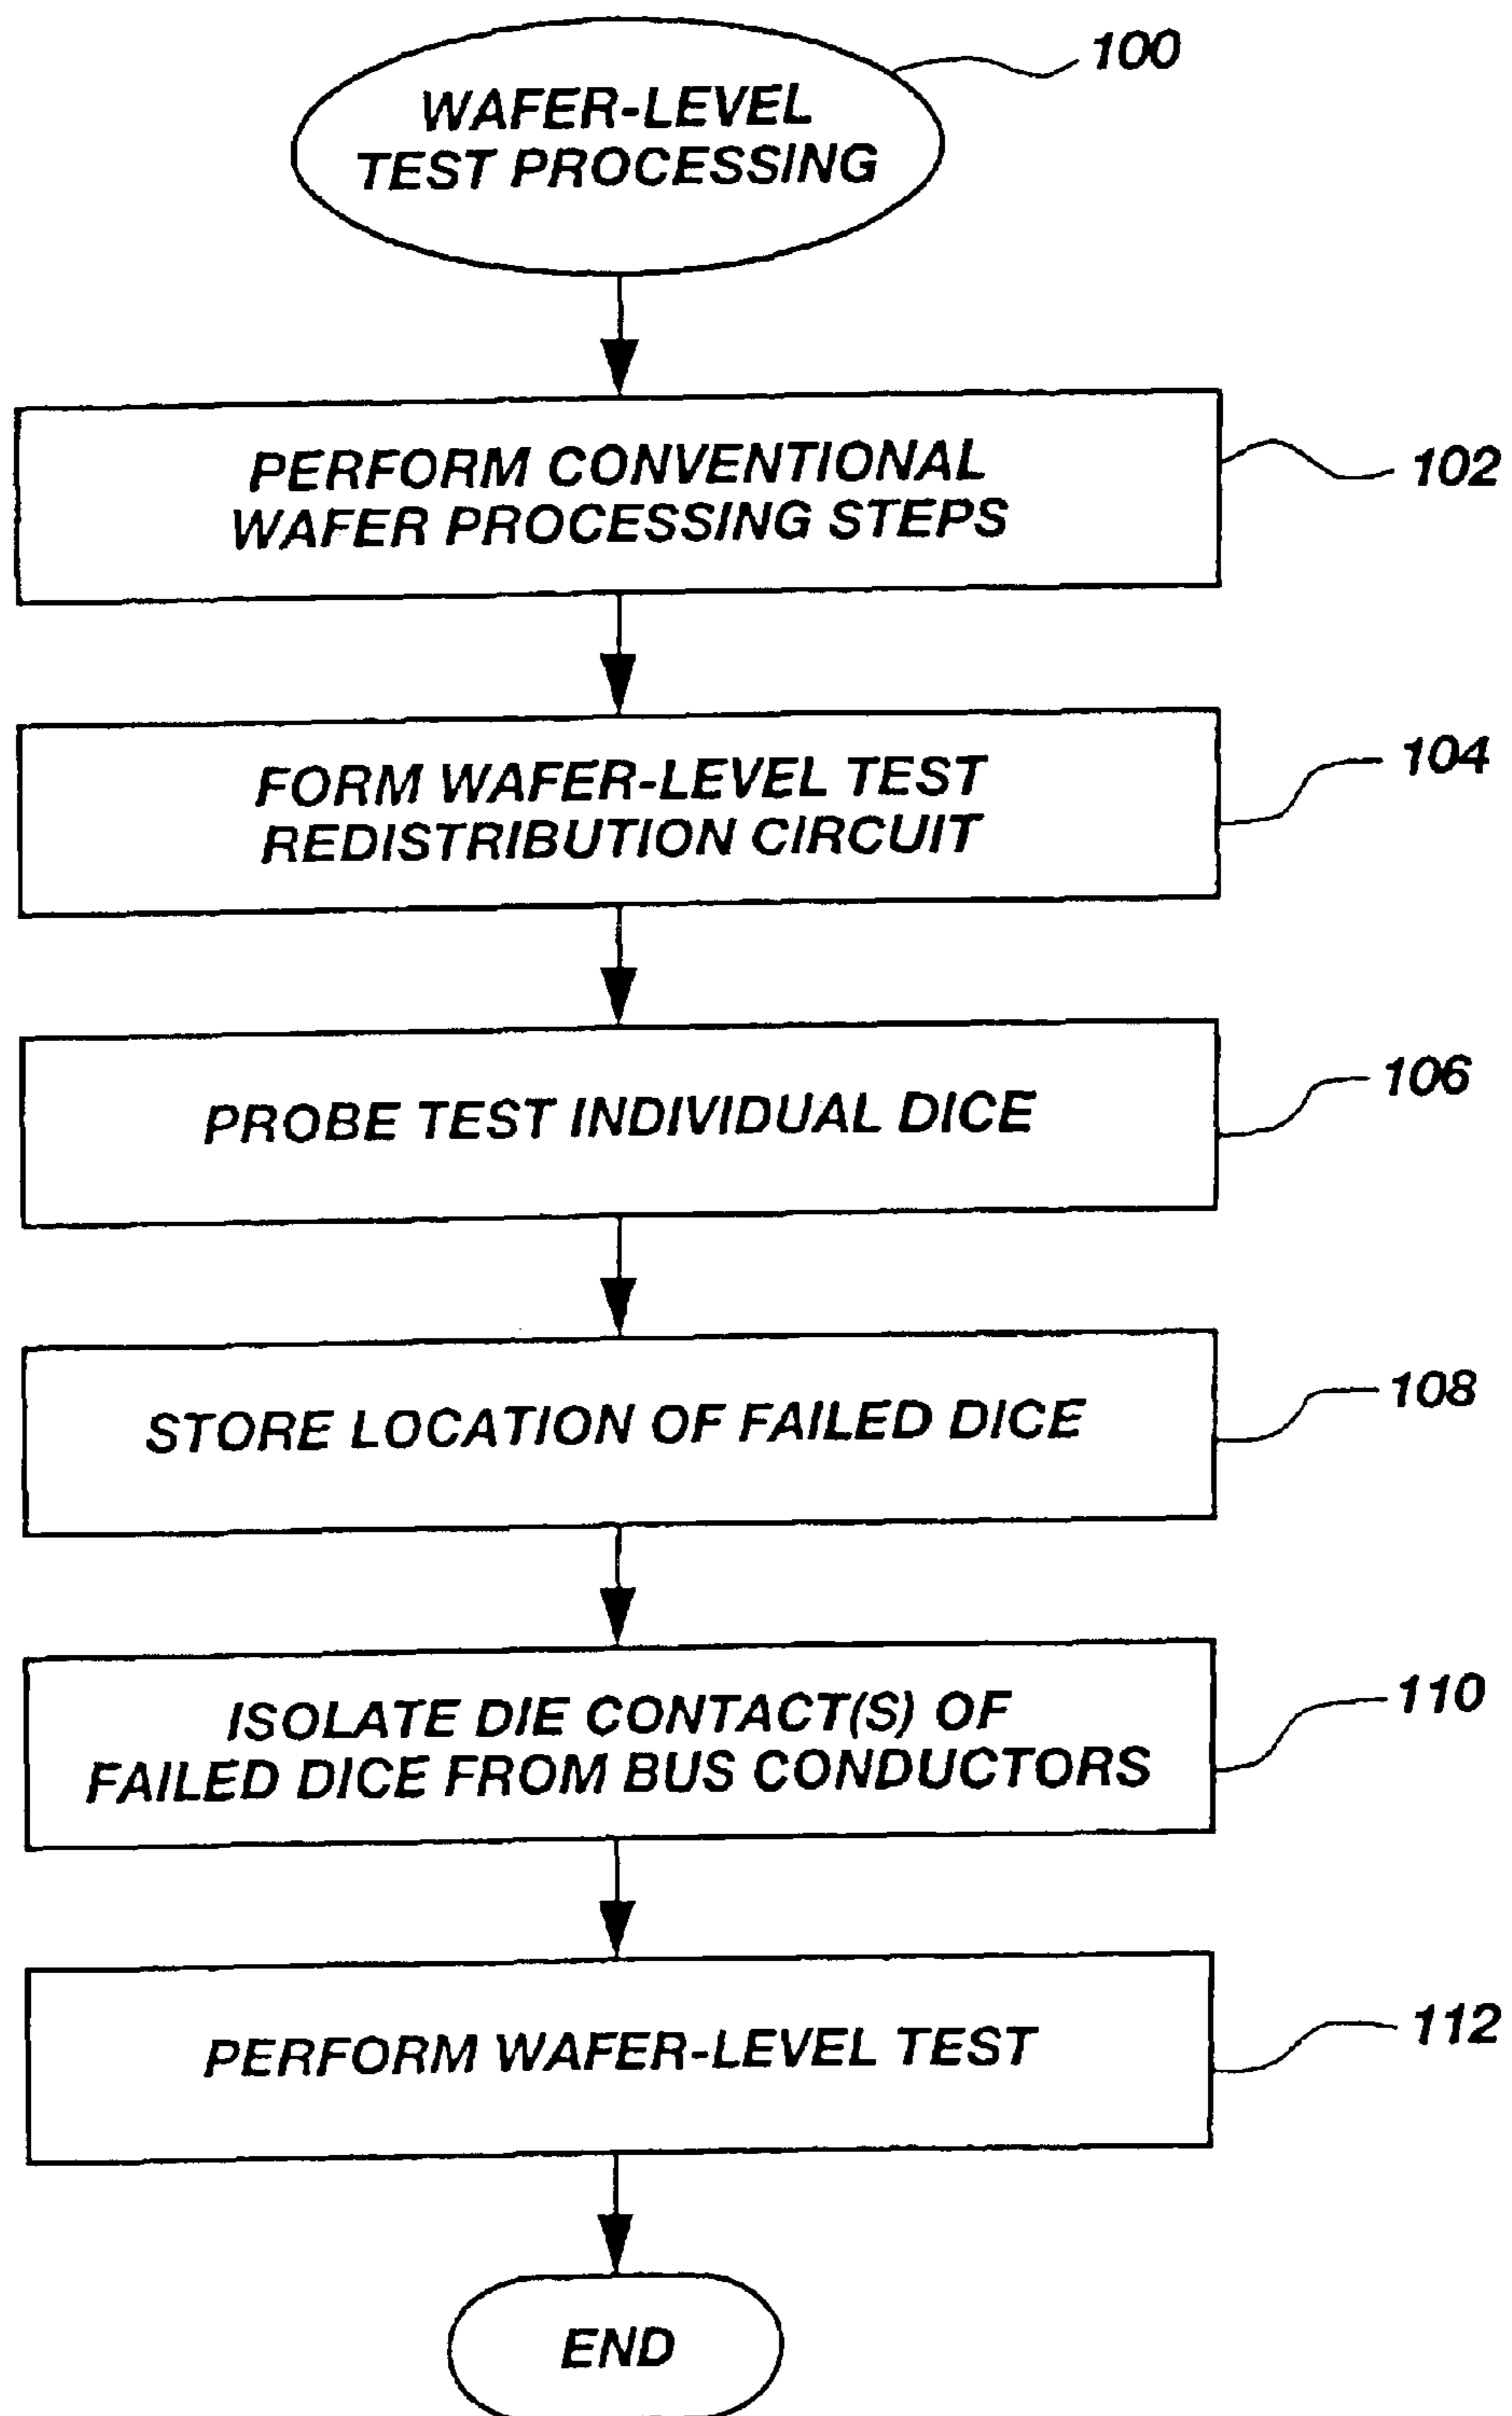 WAFER-LEVEL
TEST PROCESSING
100
PERFORM CONVENTIONAL
WAFER PROCESSING STEPS
102
FORM WAFER-LEVEL TEST
REDISTRIBUTION CIRCUIT
104
PROBE TEST INDIVIDUAL DICE
106
STORE LOCATION OF FAILED DICE
108
ISOLATE DIE CONTACT(S) OF
FAILED DICE FROM BUS CONDUCTORS
110
PERFORM WAFER-LEVEL TEST
112
END